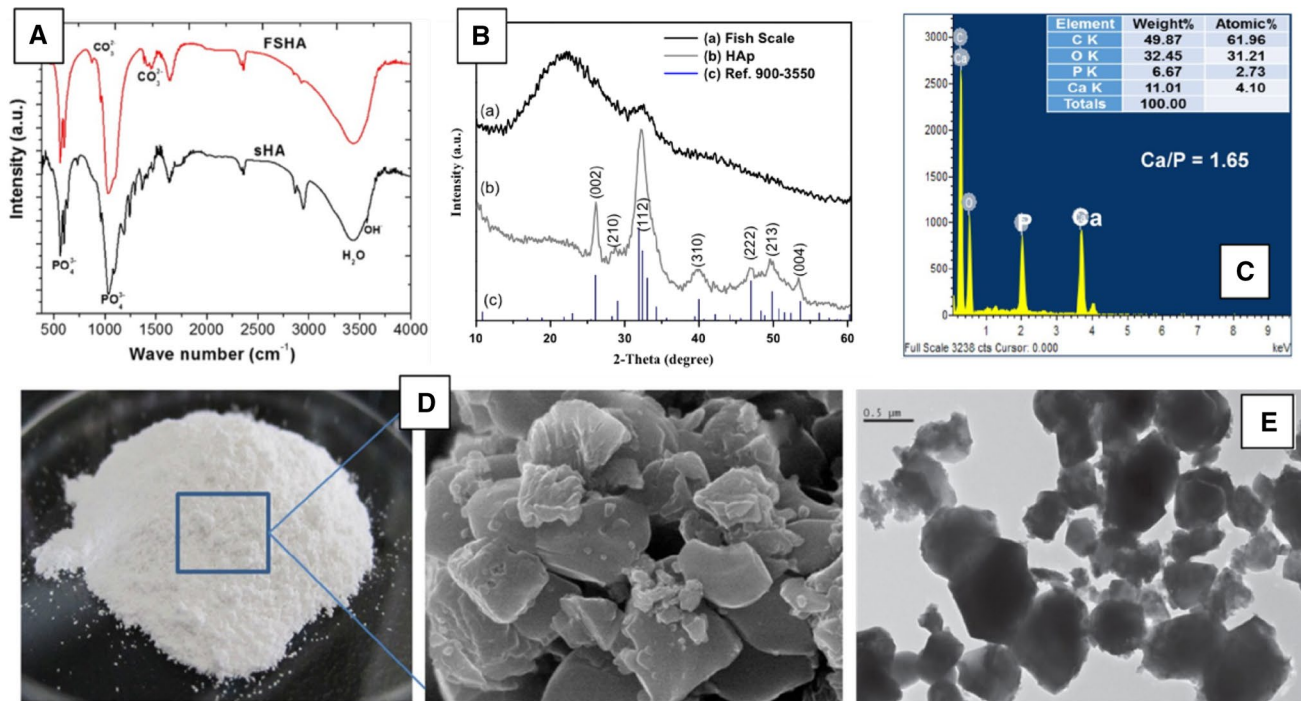 A
FSHA
CO₃²⁻
CO₃²⁻
sHA
OH
H₂O
PO₄³⁻
PO₄³⁻
Intensity (a.u.)
500 1000 1500 2000 2500 3000 3500 4000
Wave number (cm⁻¹)
B
(a) Fish Scale
(b) HAp
(c) Ref. 900-3550
(a)
(b)
(c)
(002)
(210)
(112)
(310)
(222)
(213)
(004)
Intensity (a.u.)
10 20 30 40 50 60
2-Theta (degree)
C
Element Weight% Atomic%
C K 49.87 61.96
O K 32.45 31.21
P K 6.67 2.73
Ca K 11.01 4.10
Totals 100.00
Ca/P = 1.65
3000
2500
2000
1500
1000
500
0
C
Ca
O
P
Ca
1 2 3 4 5 6 7 8 9
keV
Full Scale 3238 cts Cursor: 0.000
D
0.5 μm
E